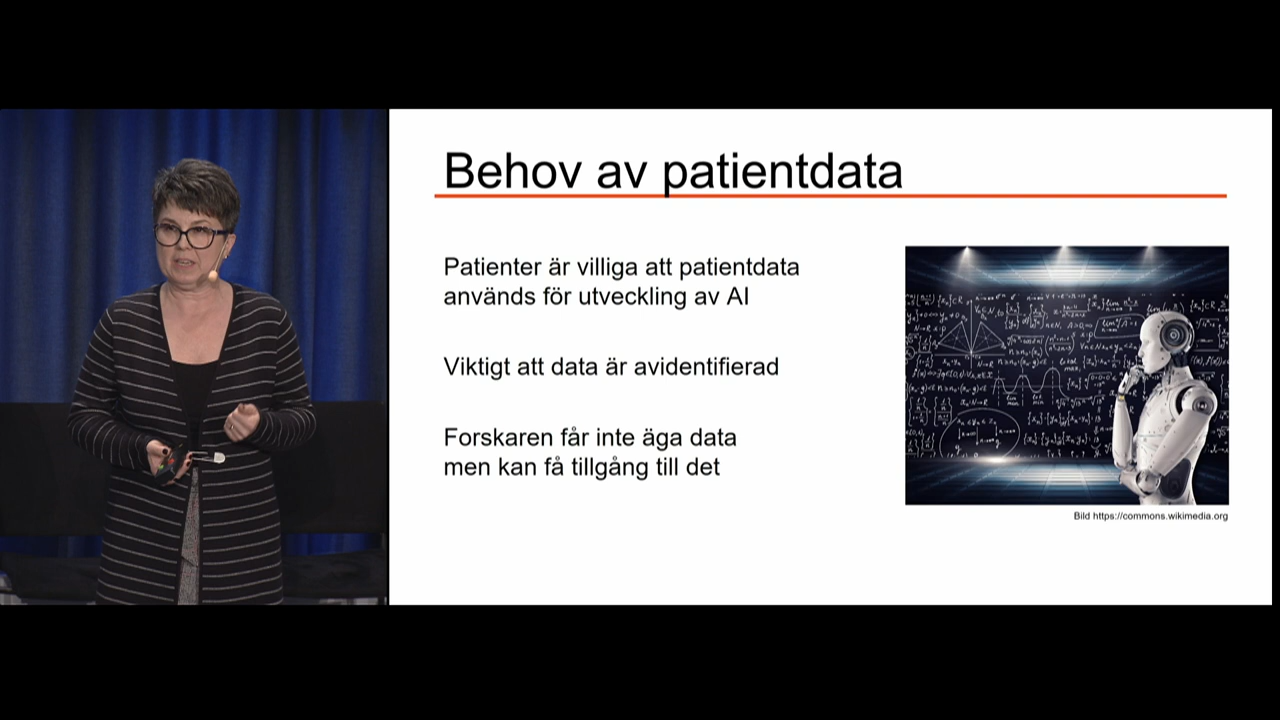 Behov av patientdata
Patienter är villiga att patientdata
används för utveckling av AI
Viktigt att data är avidentifierad
Forskaren får inte äga data
men kan få tillgång till det
Bild https://commons.wikimedia.org